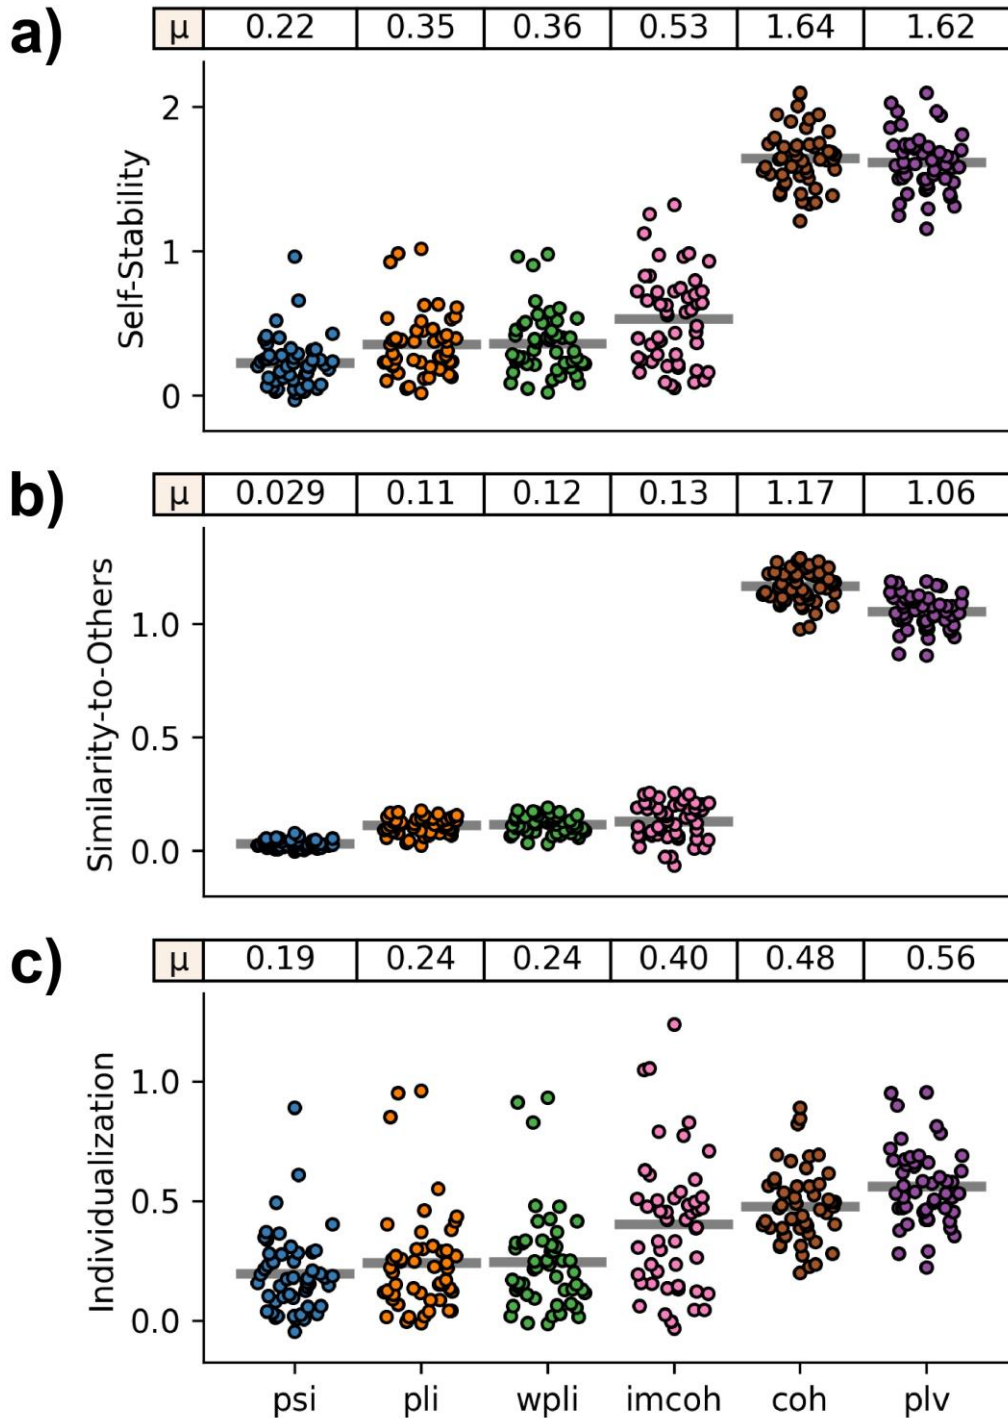 a)
μ 0.22 0.35 0.36 0.53 1.64 1.62
2
1
0
Self-Stability
b)
μ 0.029 0.11 0.12 0.13 1.17 1.06
1.0
0.5
0.0
Similarity-to-Others
c)
μ 0.19 0.24 0.24 0.40 0.48 0.56
1.0
0.5
0.0
Individualization
psi pli wpli imcoh coh plv